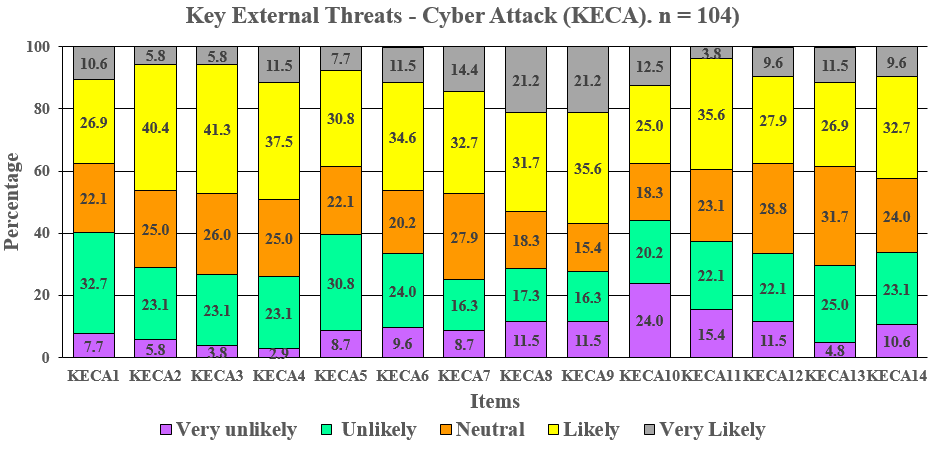 Key External Threats - Cyber Attack (KECA). n = 104)
Percentage
100
80
60
40
20
0
10.6 5.8 5.8 11.5 7.7 11.5 14.4 21.2 21.2 12.5 3.8 9.6 11.5 9.6
26.9 40.4 41.3 37.5 30.8 34.6 32.7 31.7 35.6 25.0 35.6 27.9 26.9 32.7
22.1 25.0 26.0 25.0 22.1 20.2 27.9 18.3 15.4 18.3 23.1 28.8 31.7 24.0
32.7 23.1 23.1 23.1 30.8 24.0 16.3 17.3 16.3 20.2 22.1 22.1 25.0 23.1
7.7 5.8 3.8 2.9 8.7 9.6 8.7 11.5 11.5 24.0 15.4 11.5 4.8 10.6
KECA1 KECA2 KECA3 KECA4 KECA5 KECA6 KECA7 KECA8 KECA9 KECA10 KECA11 KECA12 KECA13 KECA14
Items
Very unlikely Unlikely Neutral Likely Very Likely